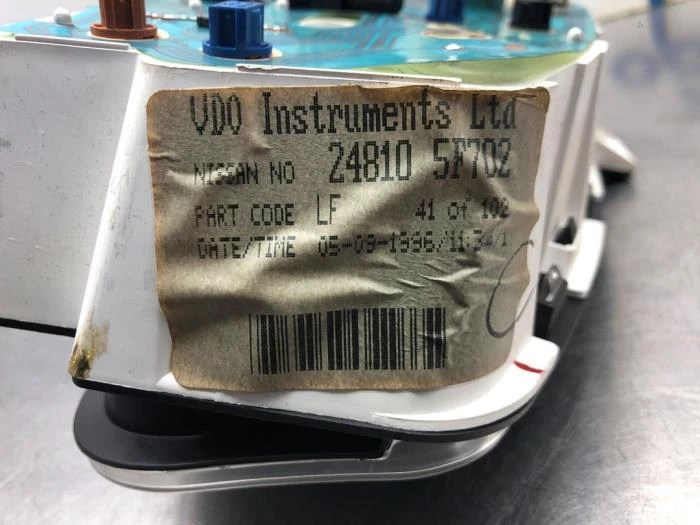 VDO Instruments Ltd
NISSAN NO 24810 5F702
PART CODE LF 41 of 102
DATE/TIME 05-09-1996/11:34/1